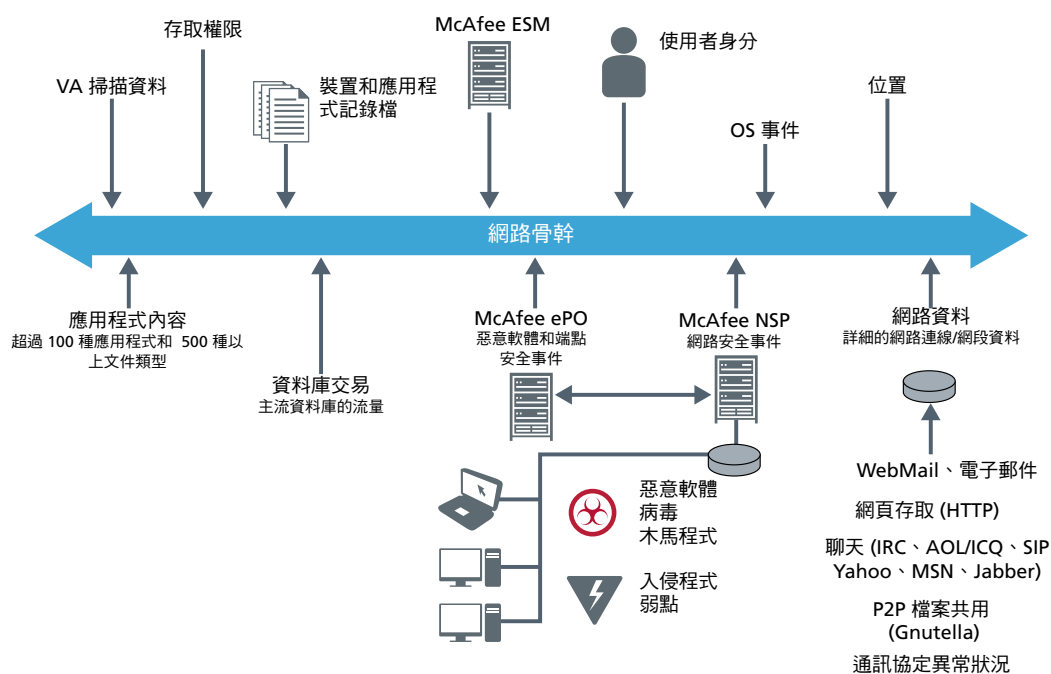 存取權限
McAfee ESM
使用者身分
VA 掃描資料
裝置和應用程
式記錄檔
位置
OS 事件
網路骨幹
應用程式內容
超過 100 種應用程式和 500 種以
上文件類型
資料庫交易
主流資料庫的流量
McAfee ePO
惡意軟體和端點
安全事件
McAfee NSP
網路安全事件
網路資料
詳細的網路連線/網段資料
惡意軟體
病毒
木馬程式
入侵程式
弱點
WebMail、電子郵件
網頁存取 (HTTP)
聊天 (IRC、AOL/ICQ、SIP
Yahoo、MSN、Jabber)
P2P 檔案共用
(Gnutella)
通訊協定異常狀況